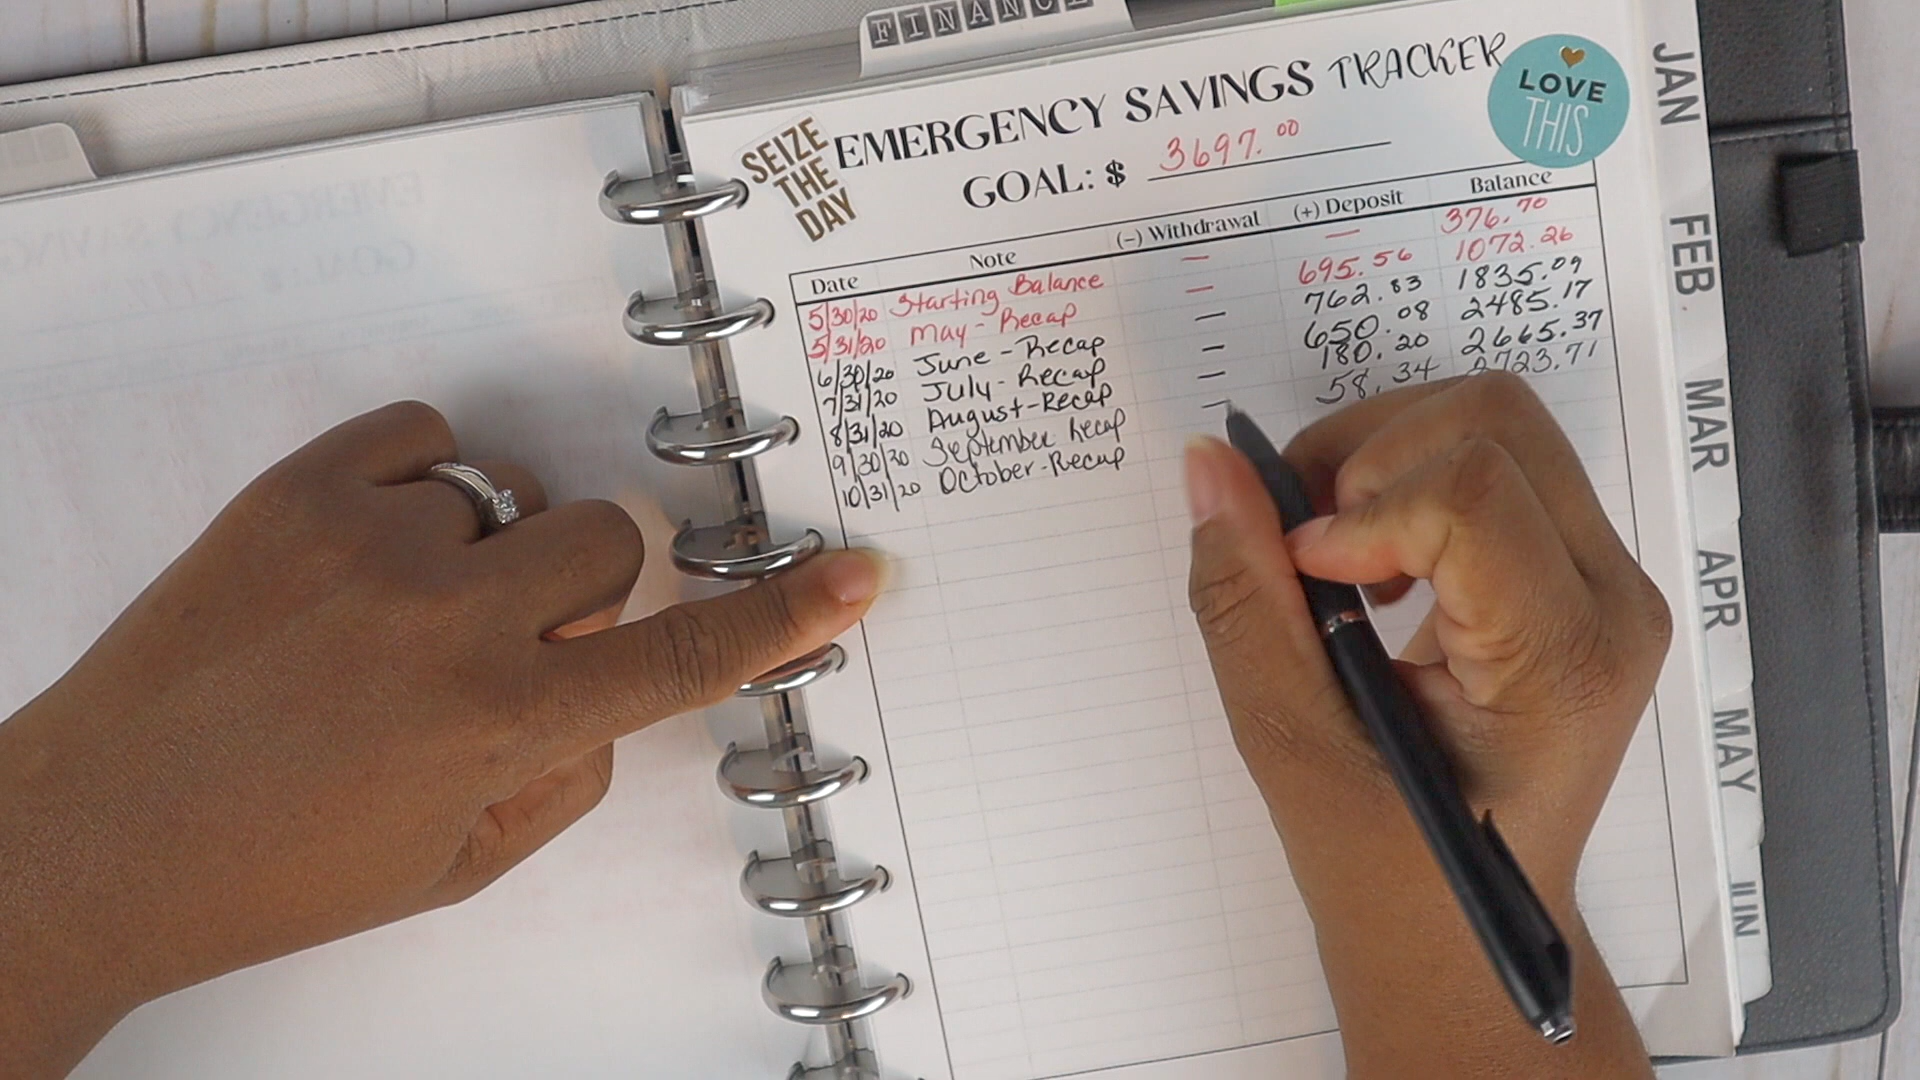 FINANCE
EMERGENCY SAVINGS TRACKER
SEIZE
THE
DAY
LOVE
THIS
GOAL: $ 3697.00
Date Note (-) Withdrawal (+) Deposit Balance
5/30/20 Starting Balance — — 376.70
5/31/20 May - Recap — 695.56 1072.26
6/30/20 June - Recap — 762.83 1835.09
7/31/20 July - Recap — 650.08 2485.17
8/31/20 August - Recap — 180.20 2665.37
9/30/20 September Recap — 58.34 2723.71
10/31/20 October - Recap
JAN
FEB
MAR
APR
MAY
JUN